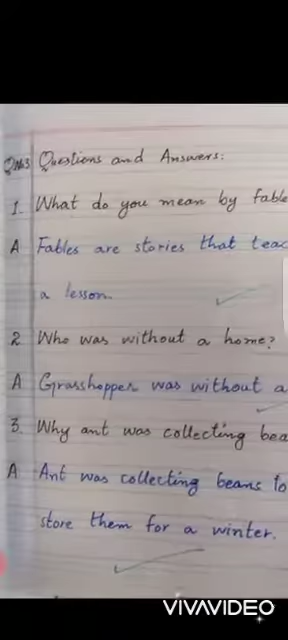 Qno3 Questions and Answers:
1. What do you mean by fable
A Fables are stories that teac
a lesson.
2. Who was without a home?
A Grasshopper was without a
3. Why ant was collecting bea
A Ant was collecting beans to
store them for a winter.
VIVAVIDEO